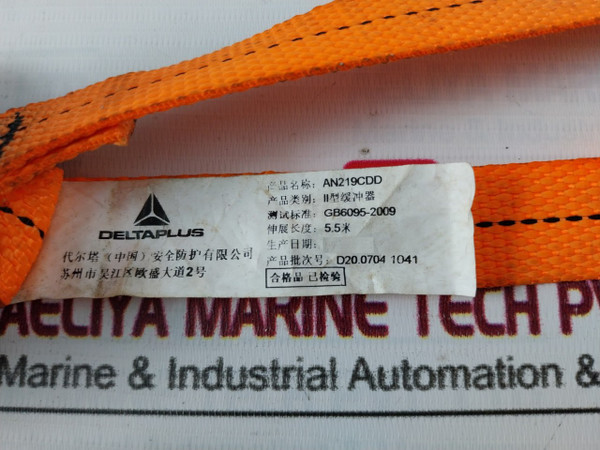 DELTAPLUS
代尔塔（中国）安全防护有限公司
苏州市吴江区欧盛大道2号
产品名称： AN219CDD
产品类别： II型缓冲器
测试标准： GB6095-2009
伸展长度： 5.5米
生产日期：
产品批次号： D20.0704 1041
合格品 已检验
AELIYA MARINE TECH PV
Marine & Industrial Automation &